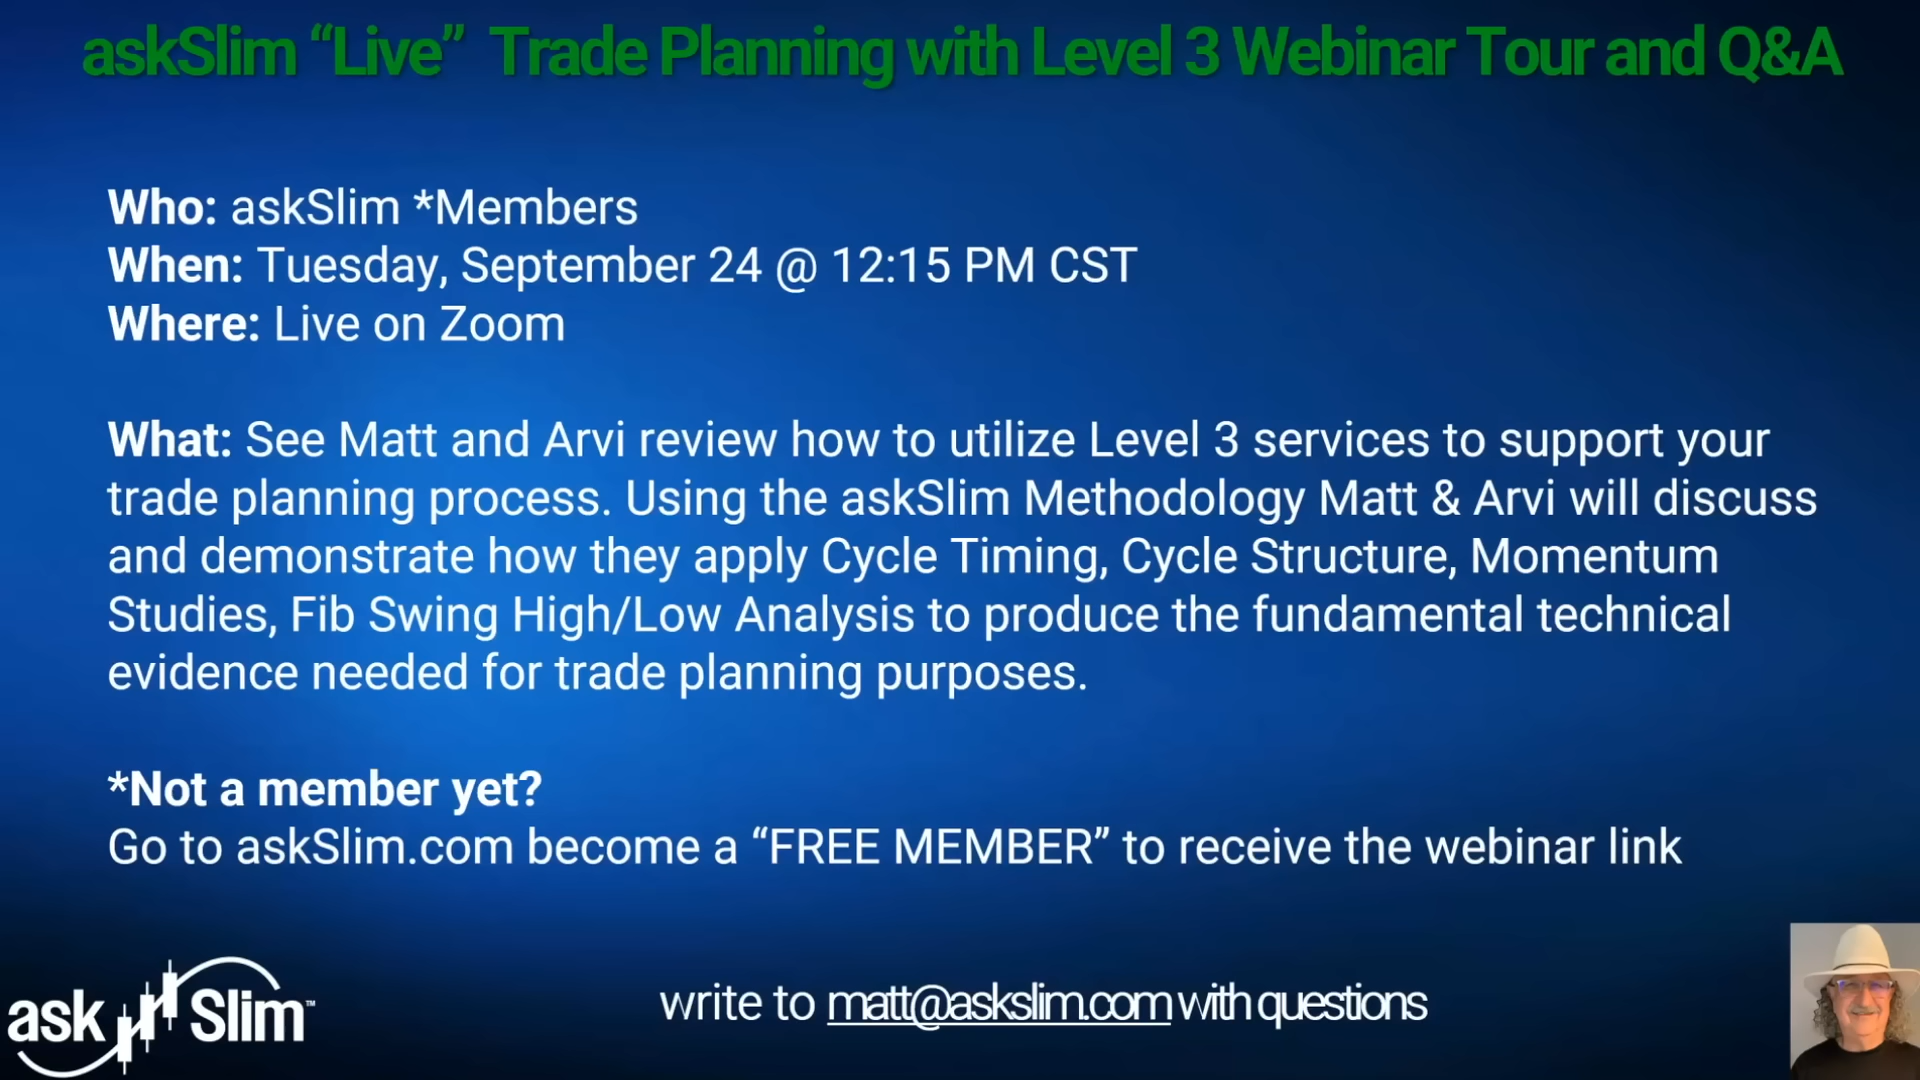 askSlim “Live” Trade Planning with Level 3 Webinar Tour and Q&A
Who: askSlim *Members
When: Tuesday, September 24 @ 12:15 PM CST
Where: Live on Zoom
What: See Matt and Arvi review how to utilize Level 3 services to support your
trade planning process. Using the askSlim Methodology Matt & Arvi will discuss
and demonstrate how they apply Cycle Timing, Cycle Structure, Momentum
Studies, Fib Swing High/Low Analysis to produce the fundamental technical
evidence needed for trade planning purposes.
*Not a member yet?
Go to askSlim.com become a “FREE MEMBER” to receive the webinar link
ask Slim™
write to matt@askslim.com with questions